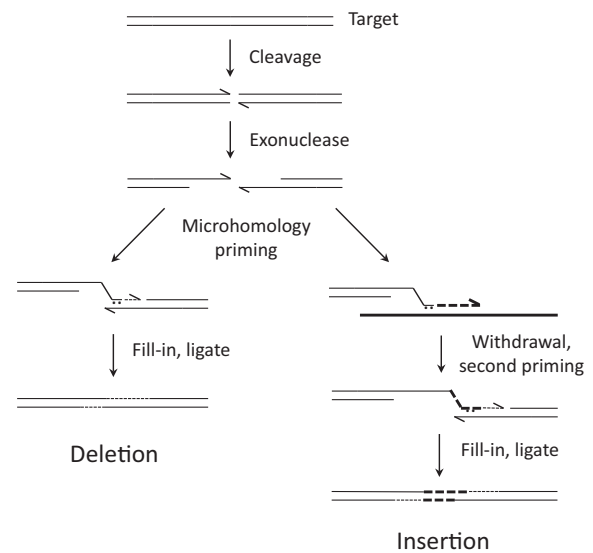 Target
Cleavage
Exonuclease
Microhomology
priming
Fill-in, ligate
Deletion
Withdrawal,
second priming
Fill-in, ligate
Insertion